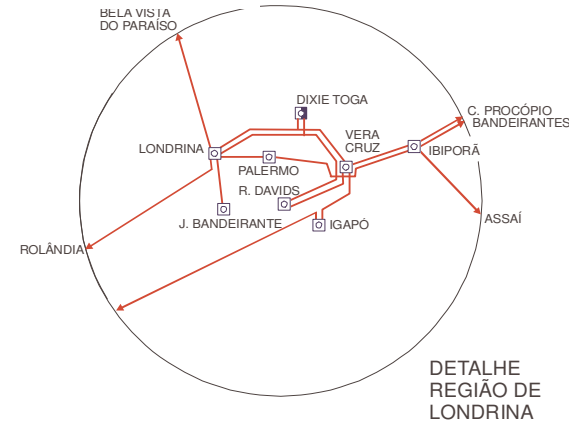 BELA VISTA
DO PARAÍSO
DIXIE TOGA
C. PROCÓPIO
BANDEIRANTES
VERA
CRUZ
LONDRINA
IBIPORÃ
PALERMO
R. DAVIDS
J. BANDEIRANTE
IGAPÓ
ASSAÍ
ROLÂNDIA
DETALHE
REGIÃO DE
LONDRINA